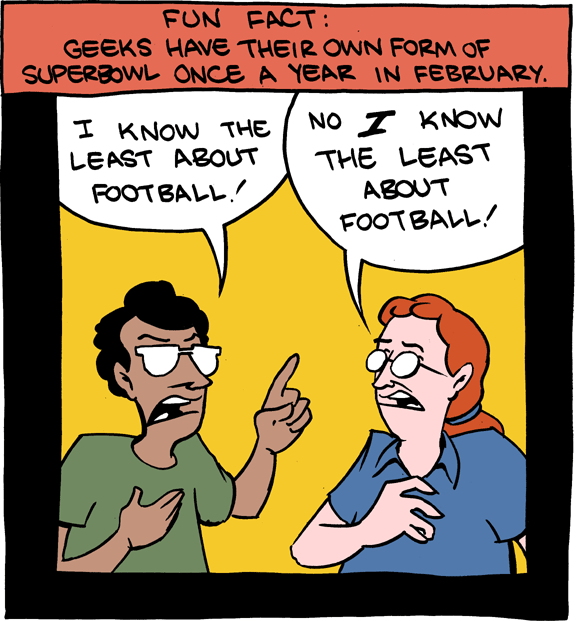 FUN FACT:
GEEKS HAVE THEIR OWN FORM OF
SUPERBOWL ONCE A YEAR IN FEBRUARY.
I KNOW THE
LEAST ABOUT
FOOTBALL!
NO I KNOW
THE LEAST
ABOUT
FOOTBALL!